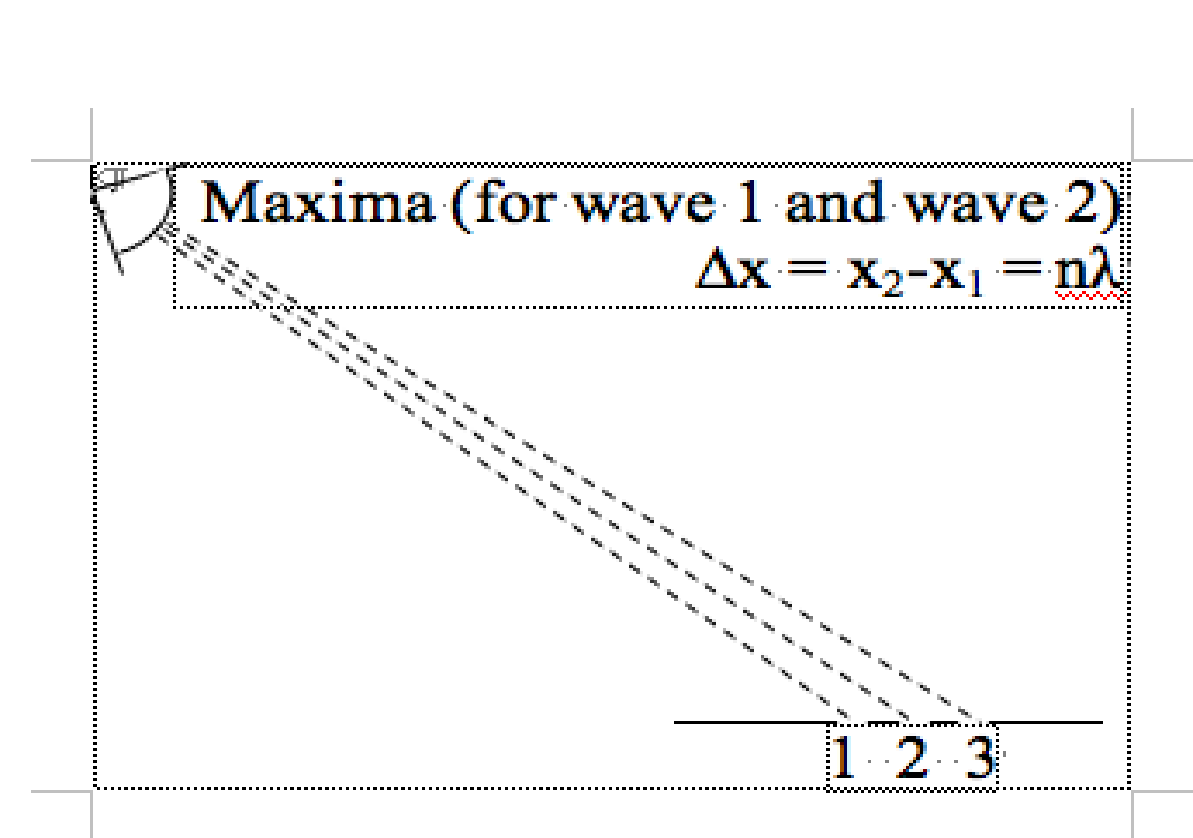 Maxima (for wave 1 and wave 2)
Δx = x₂-x₁ = nλ
1 2 3